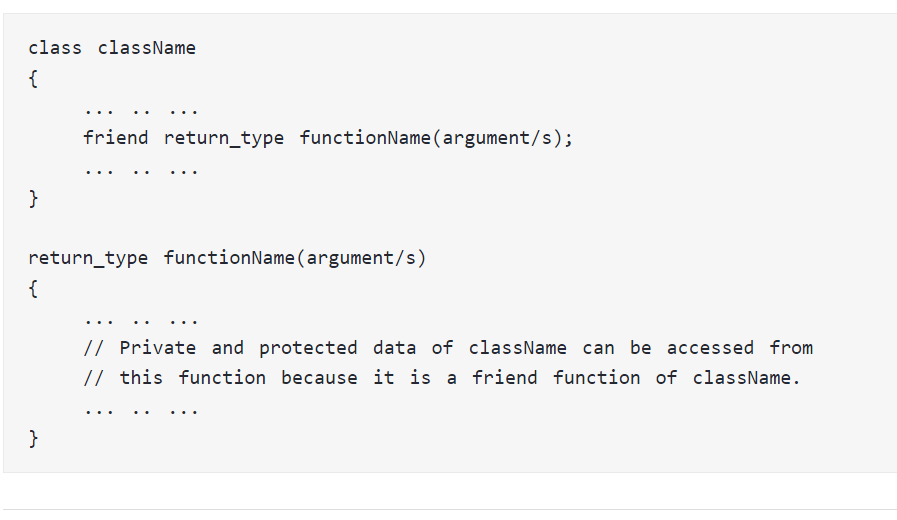 class className
{
... .. ...
friend return_type functionName(argument/s);
... .. ...
}
return_type functionName(argument/s)
{
... .. ...
// Private and protected data of className can be accessed from
// this function because it is a friend function of className.
... .. ...
}